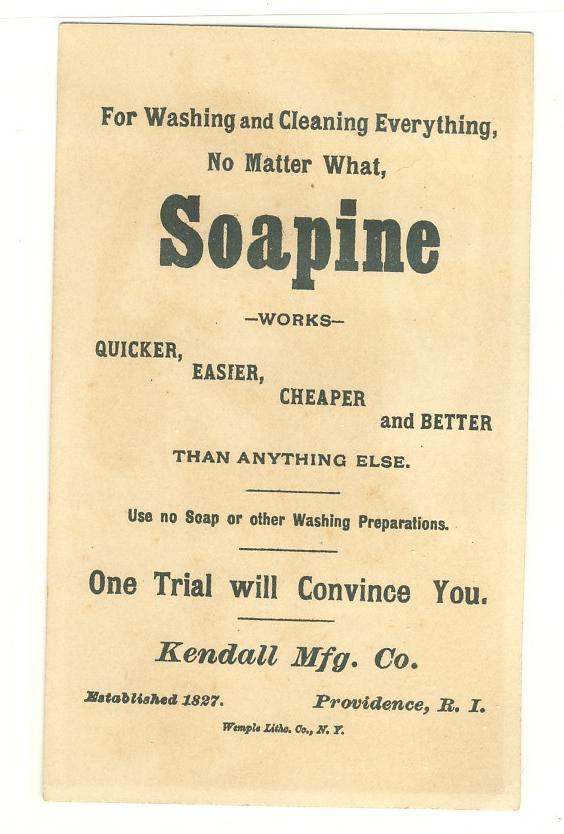 For Washing and Cleaning Everything,
No Matter What,
Soapine
—WORKS—
QUICKER,
EASIER,
CHEAPER
and BETTER
THAN ANYTHING ELSE.
Use no Soap or other Washing Preparations.
One Trial will Convince You.
Kendall Mfg. Co.
Established 1827. Providence, R. I.
Wemple Litho. Co., N. Y.